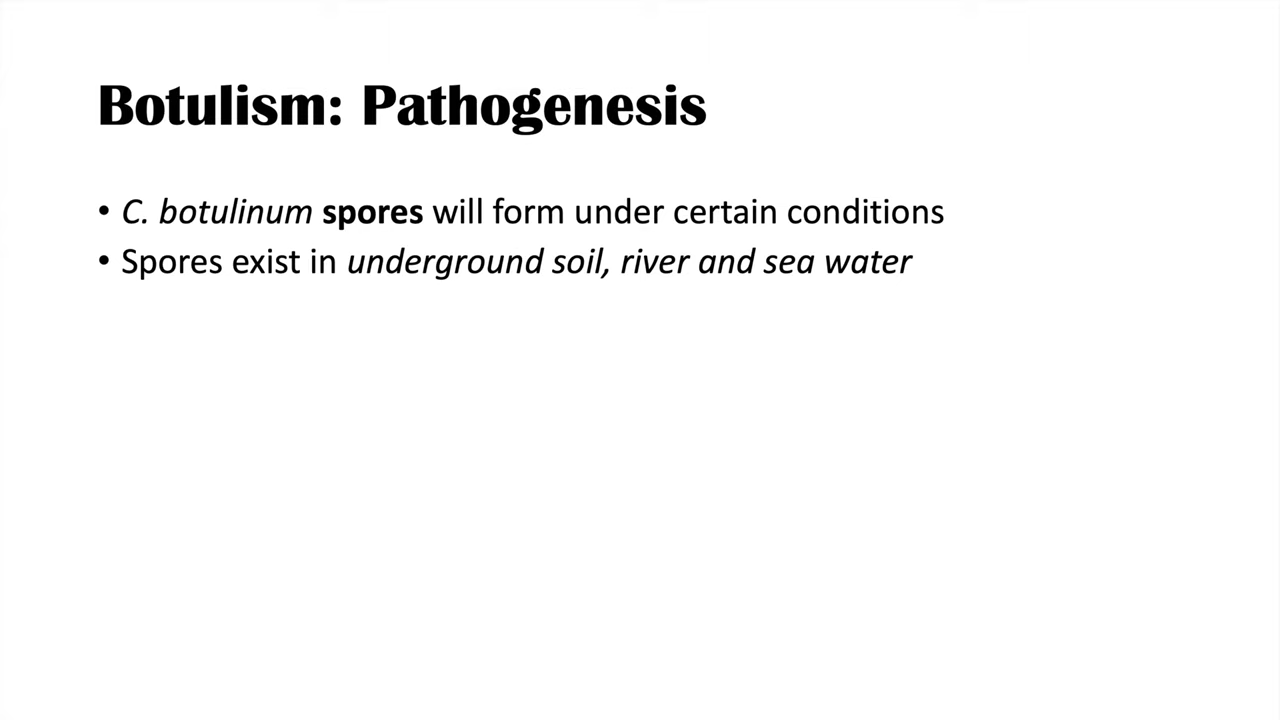 Botulism: Pathogenesis
• C. botulinum spores will form under certain conditions
• Spores exist in underground soil, river and sea water